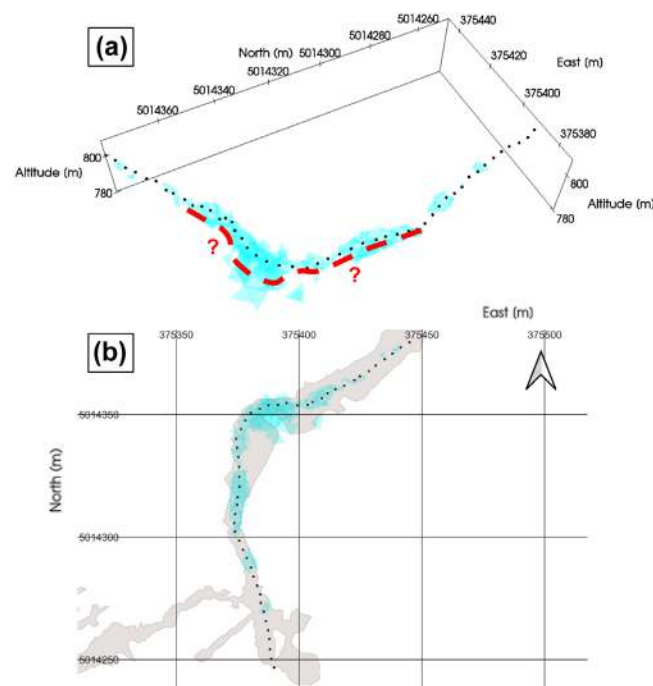 (a)
North (m)
5014260
5014280
5014300
5014320
5014340
5014360
375440
375420
375400
375380
East (m)
Altitude (m)
800
780
800
780
Altitude (m)
?
?
East (m)
375350
375400
375450
375500
(b)
North (m)
5014350
5014300
5014250